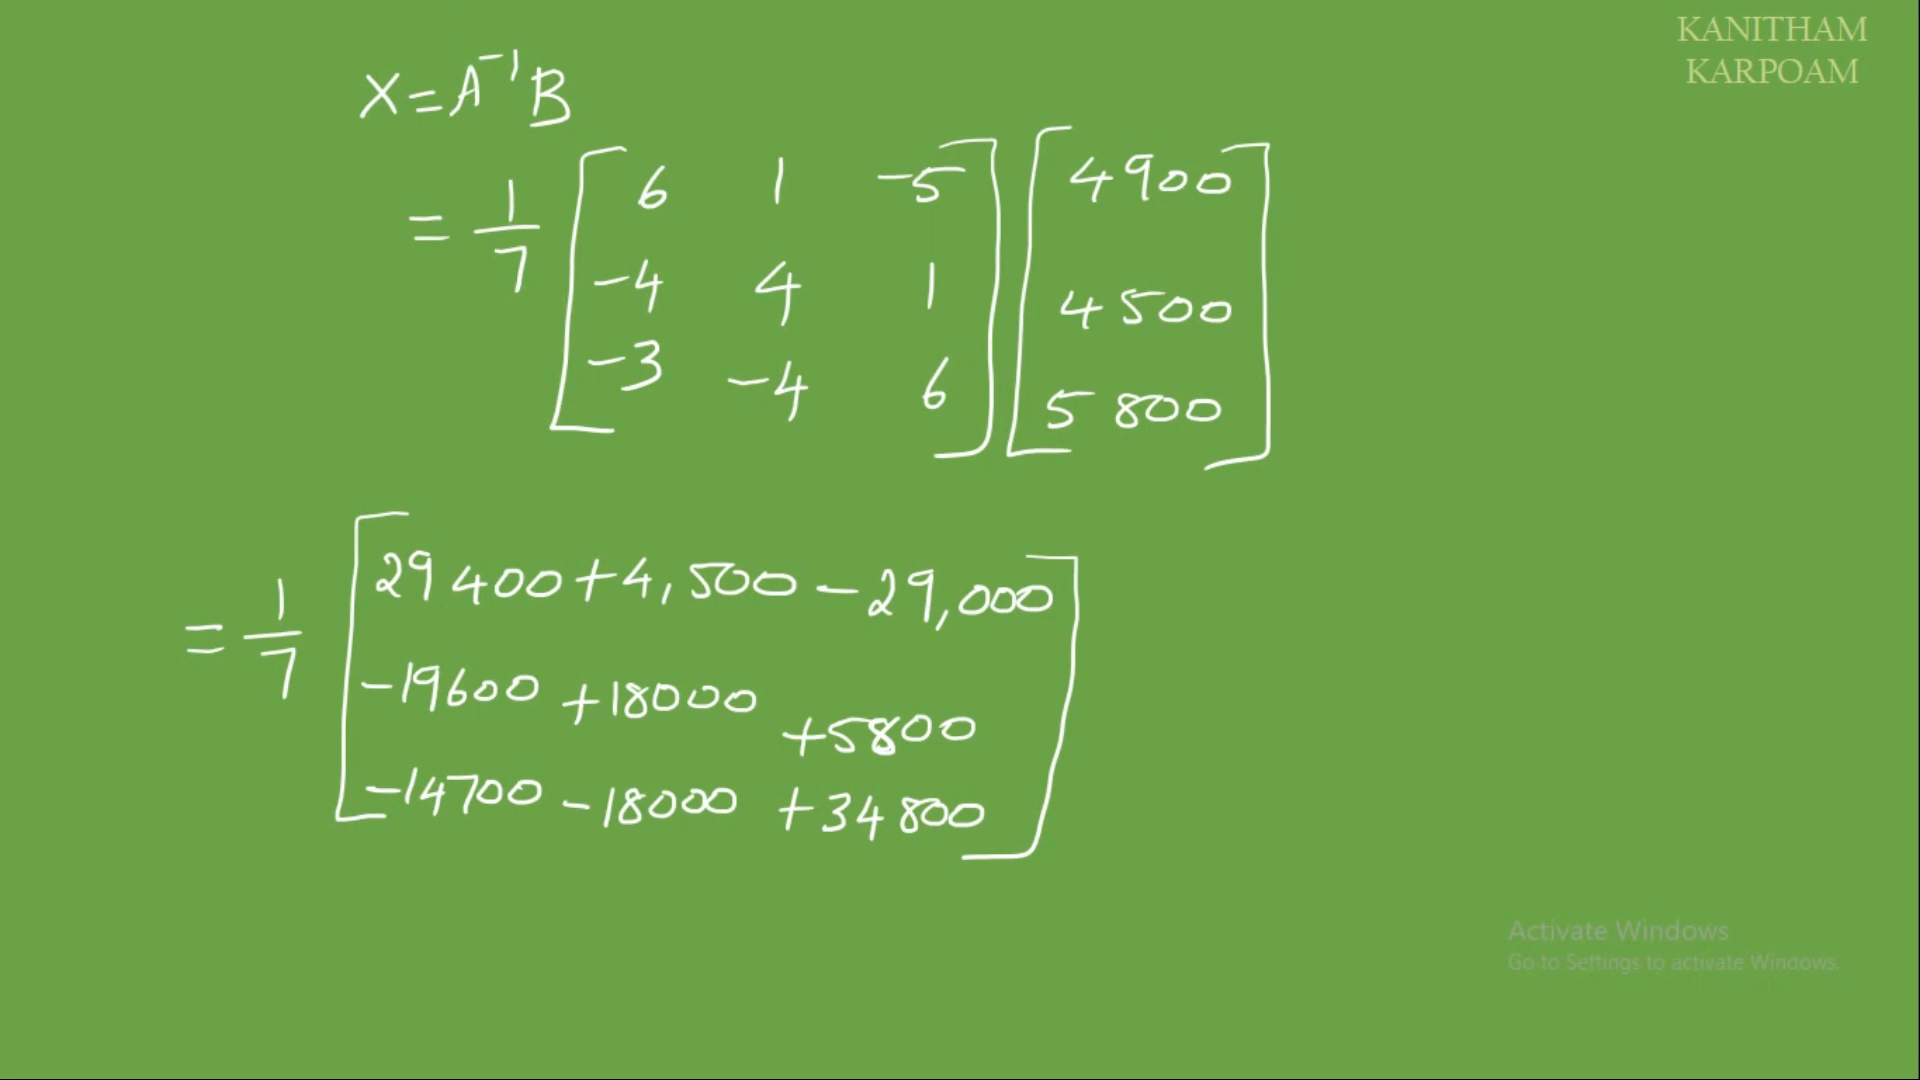 KANITHAM
KARPOAM
X = A⁻¹B
= 1/7 [ 6 1 -5 ] [ 4900 ]
[ -4 4 1 ] [ 4500 ]
[ -3 -4 6 ] [ 5800 ]
= 1/7 [ 29400 + 4,500 - 29,000 ]
[ -19600 + 18000 + 5800 ]
[ -14700 - 18000 + 34800 ]
Activate Windows
Go to Settings to activate Windows.